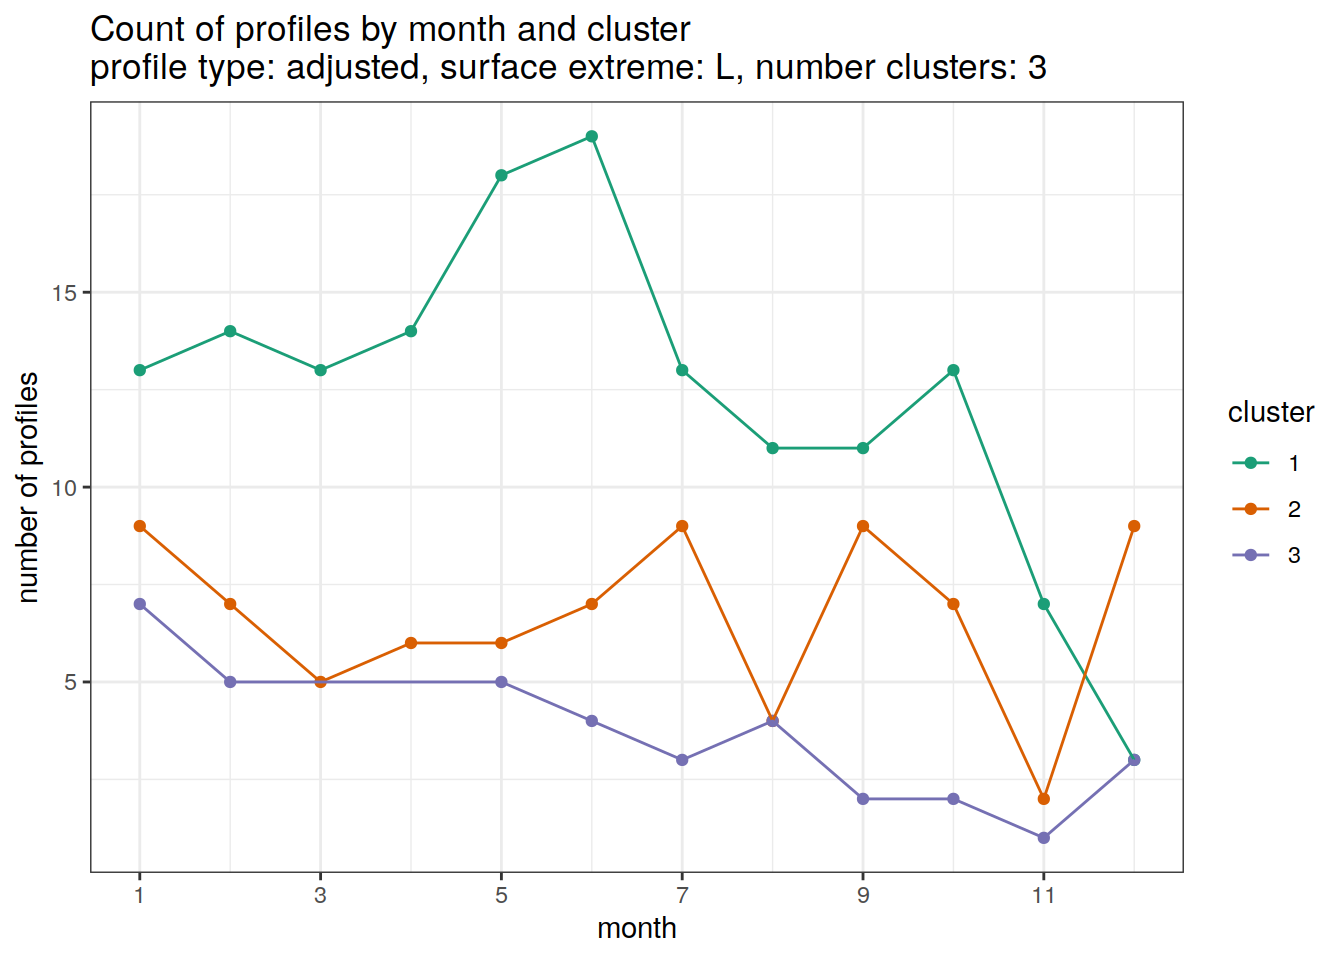 Count of profiles by month and cluster
profile type: adjusted, surface extreme: L, number clusters: 3
number of profiles
15
10
5
1 3 5 7 9 11
month
cluster
1
2
3